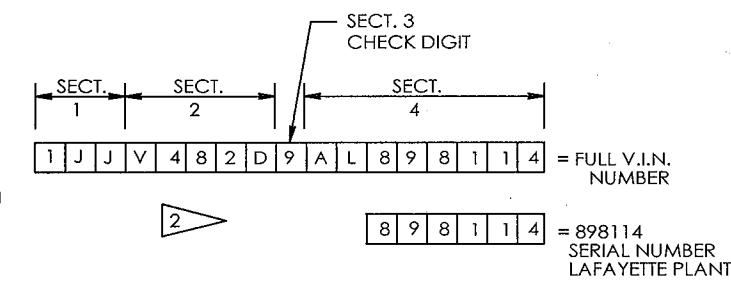 SECT. 3
CHECK DIGIT
SECT. 1
SECT. 2
SECT. 4
1 J J V 4 8 2 D 9 A L 8 9 8 1 1 4 = FULL V.I.N.
NUMBER
2
8 9 8 1 1 4 = 898114
SERIAL NUMBER
LAFAYETTE PLANT